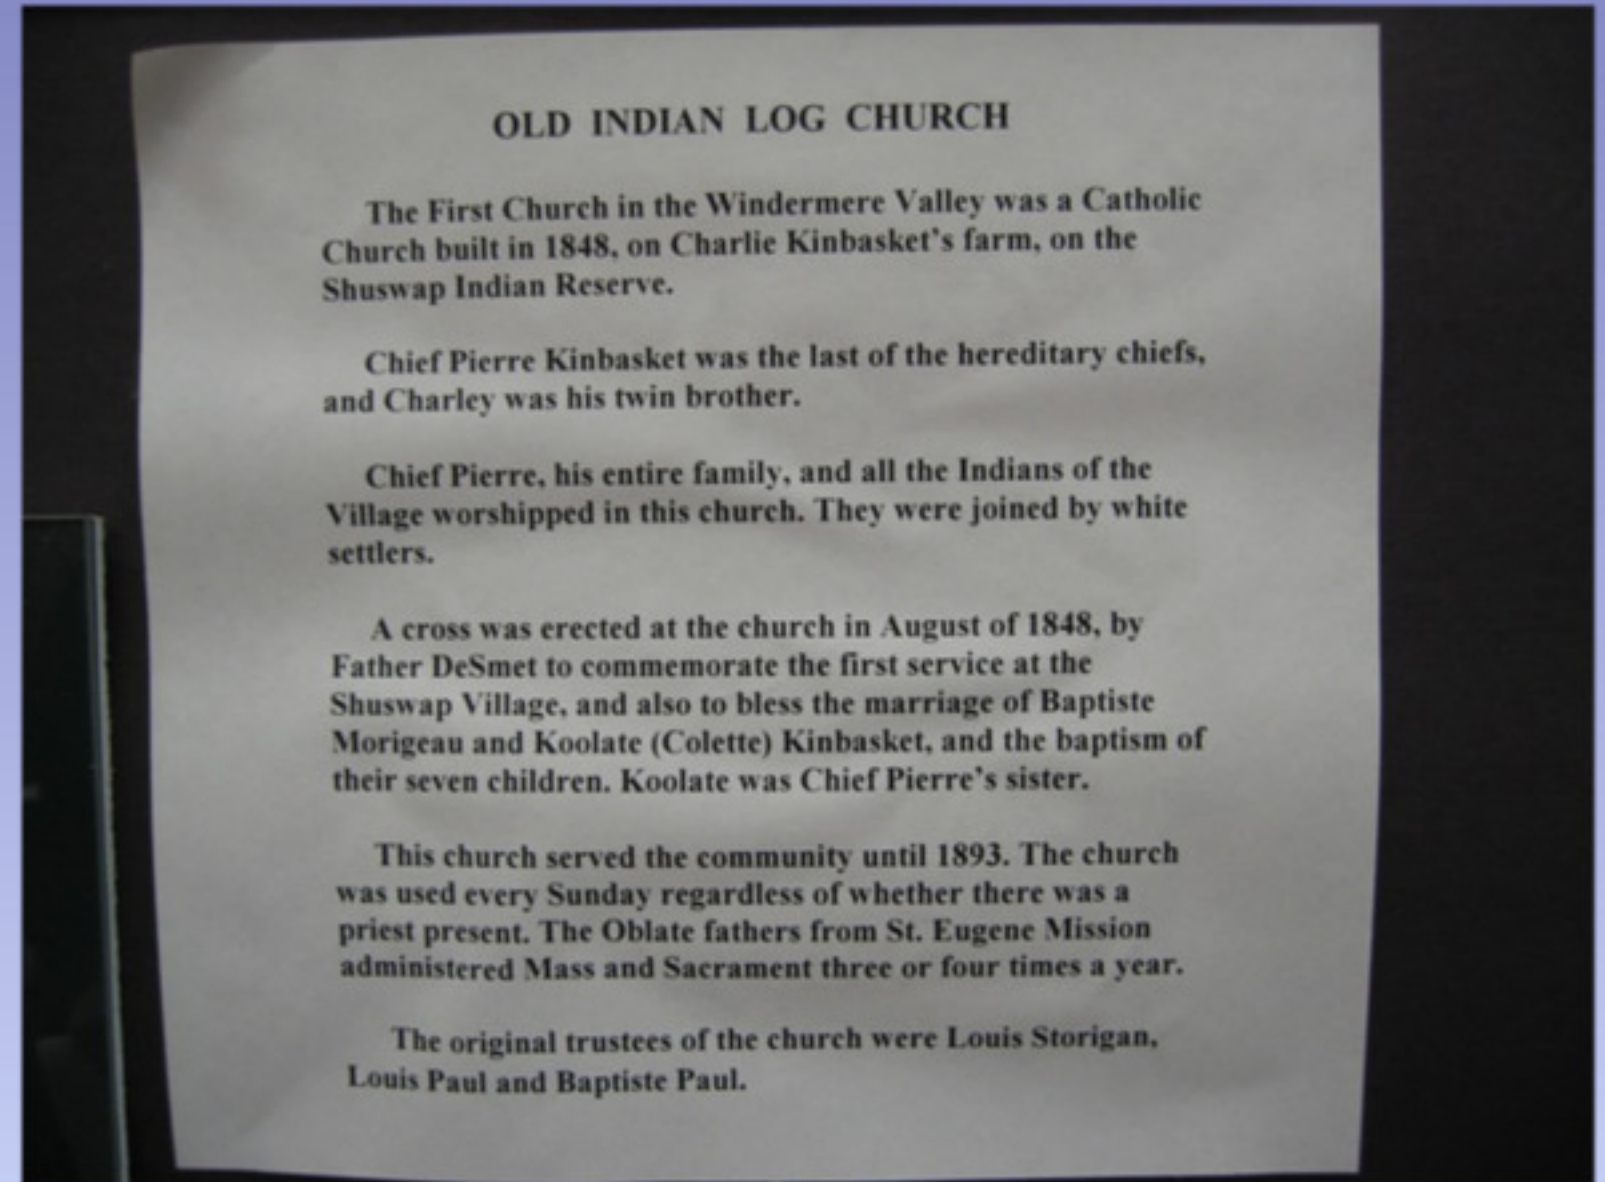 OLD INDIAN LOG CHURCH
The First Church in the Windermere Valley was a Catholic
Church built in 1848, on Charlie Kinbasket's farm, on the
Shuswap Indian Reserve.
Chief Pierre Kinbasket was the last of the hereditary chiefs,
and Charley was his twin brother.
Chief Pierre, his entire family, and all the Indians of the
Village worshipped in this church. They were joined by white
settlers.
A cross was erected at the church in August of 1848, by
Father DeSmet to commemorate the first service at the
Shuswap Village, and also to bless the marriage of Baptiste
Morigeau and Koolate (Colette) Kinbasket, and the baptism of
their seven children. Koolate was Chief Pierre's sister.
This church served the community until 1893. The church
was used every Sunday regardless of whether there was a
priest present. The Oblate fathers from St. Eugene Mission
administered Mass and Sacrament three or four times a year.
The original trustees of the church were Louis Storigan,
Louis Paul and Baptiste Paul.